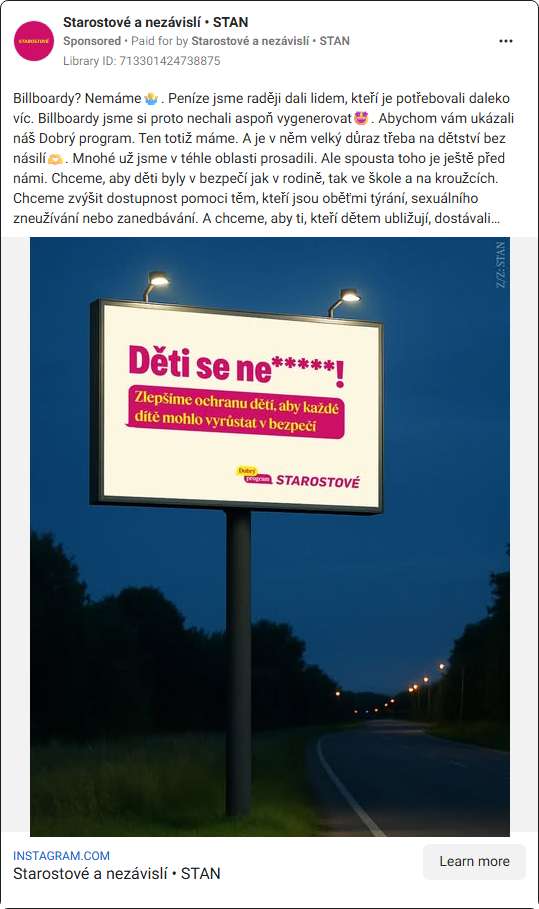 Starostové a nezávislí • STAN
Sponsored • Paid for by Starostové a nezávislí • STAN
Library ID: 713301424738875
STAROSTOVÉ
Billboardy? Nemáme🤷. Peníze jsme raději dali lidem, kteří je potřebovali daleko
víc. Billboardy jsme si proto nechali aspoň vygenerovat🤩. Abychom vám ukázali
náš Dobrý program. Ten totiž máme. A je v něm velký důraz třeba na dětství bez
násilí🫶. Mnohé už jsme v téhle oblasti prosadili. Ale spousta toho je ještě před
námi. Chceme, aby děti byly v bezpečí jak v rodině, tak ve škole a na kroužcích.
Chceme zvýšit dostupnost pomoci těm, kteří jsou oběťmi týrání, sexuálního
zneužívání nebo zanedbávání. A chceme, aby ti, kteří dětem ubližují, dostávali...
Z/Z: STAN
Děti se ne*****!
Zlepšíme ochranu dětí, aby každé
dítě mohlo vyrůstat v bezpečí
Dobrý
program
STAROSTOVÉ
INSTAGRAM.COM
Starostové a nezávislí • STAN
Learn more